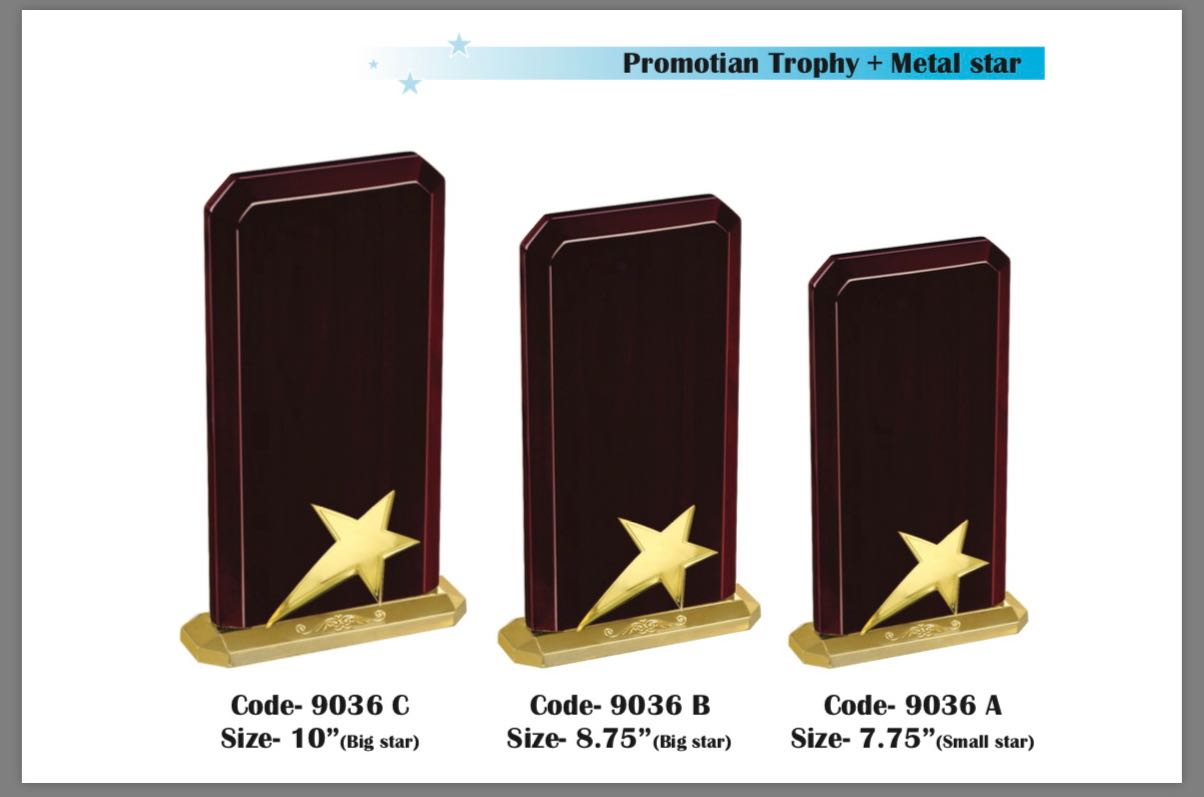 Promotian Trophy + Metal star
Code- 9036 C
Size- 10”(Big star)
Code- 9036 B
Size- 8.75”(Big star)
Code- 9036 A
Size- 7.75”(Small star)